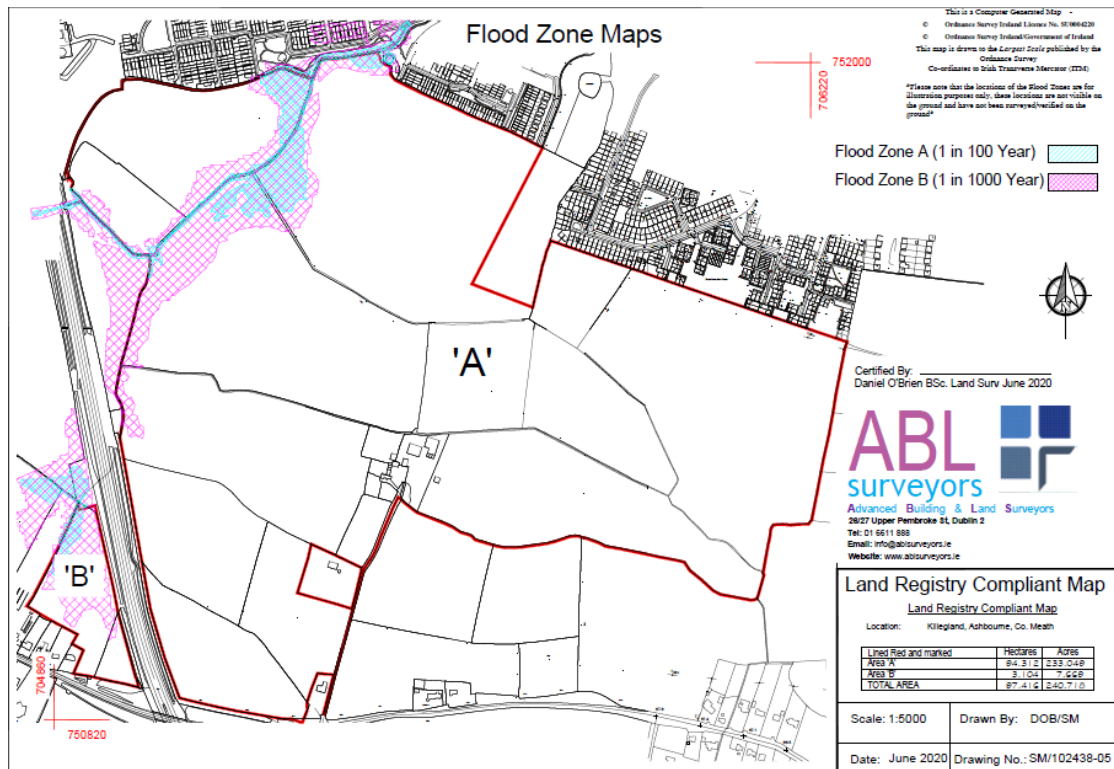 Flood Zone Maps
This is a Computer Generated Map -
© Ordnance Survey Ireland Licence No. SU0004220
© Ordnance Survey Ireland/Government of Ireland
This map is drawn to the Largest Scale published by the
Ordnance Survey
Co-ordinates to Irish Transverse Mercator (ITM)
*Please note that the locations of the Flood Zones are for
illustration purposes only, these locations are not visible on
the ground and have not been surveyed/verified on the
ground*
752000
706220
Flood Zone A (1 in 100 Year)
Flood Zone B (1 in 1000 Year)
'A'
'B'
Certified By:
Daniel O'Brien BSc. Land Surv June 2020
ABL
surveyors
Advanced Building & Land Surveyors
26/27 Upper Pembroke St, Dublin 2
Tel: 01 6611 888
Email: info@ablsurveyors.ie
Website: www.ablsurveyors.ie
Land Registry Compliant Map
Land Registry Compliant Map
Location: Killegland, Ashbourne, Co. Meath
Lined Red and marked Hectares Acres
Area 'A' 94.312 233.049
Area 'B' 3.104 7.669
TOTAL AREA 97.416 240.718
Scale: 1:5000 Drawn By: DOB/SM
Date: June 2020 Drawing No.: SM/102438-05
704860
750820